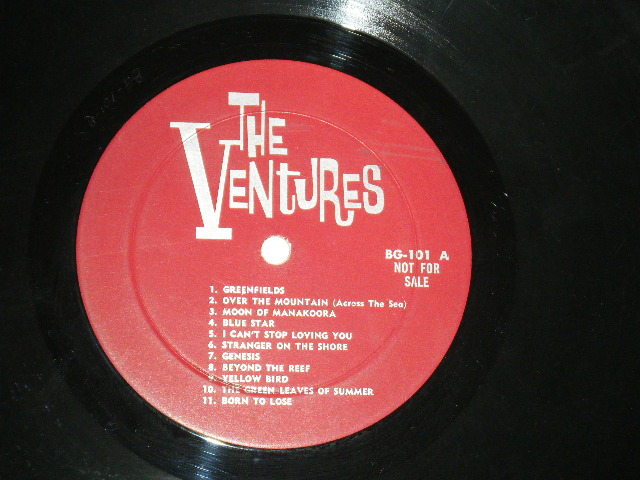 THE
VENTURES
BG-101 A
NOT FOR
SALE
1. GREENFIELDS
2. OVER THE MOUNTAIN (Across The Sea)
3. MOON OF MANAKOORA
4. BLUE STAR
5. I CAN'T STOP LOVING YOU
6. STRANGER ON THE SHORE
7. GENESIS
8. BEYOND THE REEF
9. YELLOW BIRD
10. THE GREEN LEAVES OF SUMMER
11. BORN TO LOSE